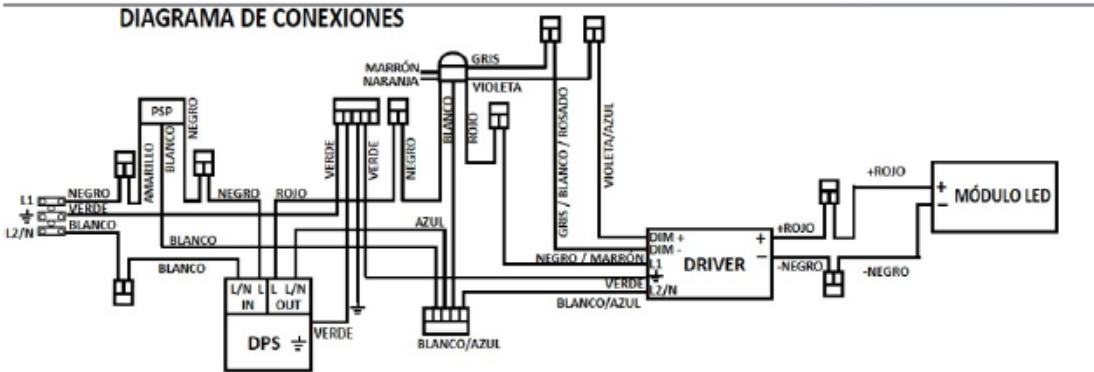 DIAGRAMA DE CONEXIONES
GRIS
MARRÓN
NARANJA
VIOLETA
PSP
NEGRO
BLANCO
AMARILLO
VERDE
VERDE
NEGRO
BLANCO
ROJO
GRIS / BLANCO / ROSADO
VIOLETA/AZUL
L1
NEGRO
NEGRO
ROJO
VERDE
L2/N
BLANCO
AZUL
BLANCO
BLANCO
+ROJO
+
-
MÓDULO LED
+ROJO
-NEGRO
-NEGRO
DIM +
DIM -
NEGRO / MARRÓN
L1
DRIVER
+
-
VERDE
L2/N
BLANCO/AZUL
L/N L L L/N
IN OUT
DPS
VERDE
BLANCO/AZUL